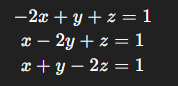 −2x + y + z = 1
x − 2y + z = 1
x + y − 2z = 1